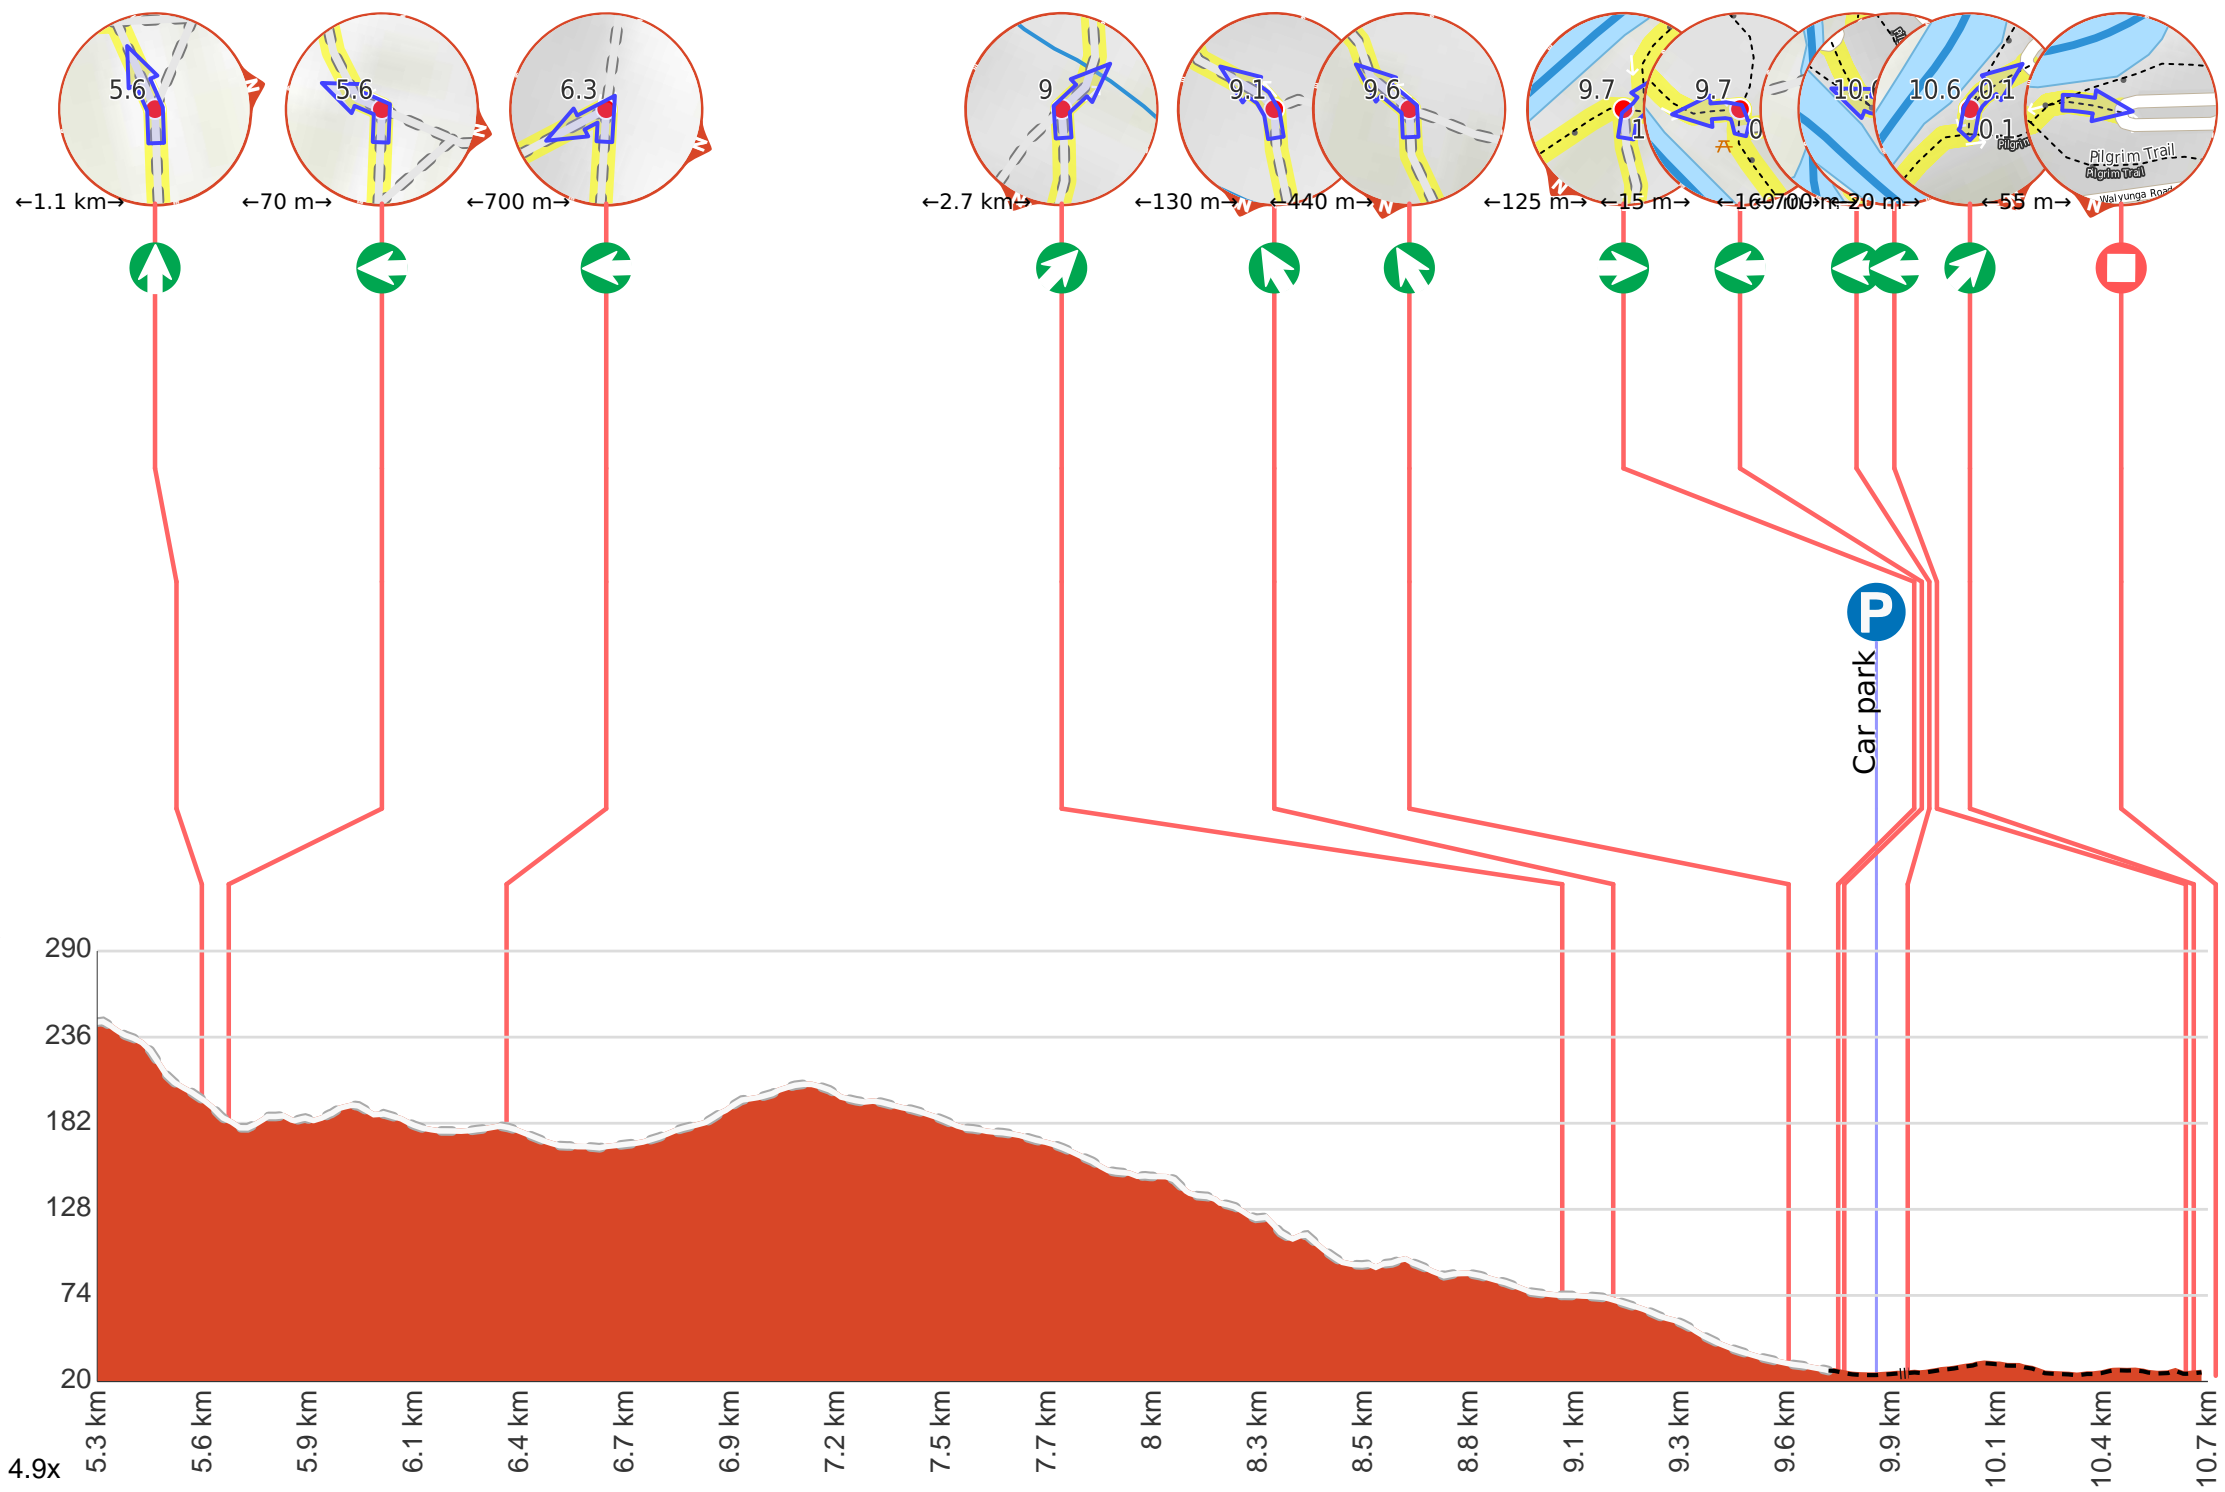 5.6
5.6
6.3
9
9.1
9.6
9.7
1
9.7
0
10.
10.6
0.1
0.1
N
N
N
N
N
N
N
N
Pilgrim Trail
Pilgrim Trail
Walyunga Road
←1.1 km→
←70 m→
←700 m→
←2.7 km→
←130 m→
←440 m→
←125 m→
←15 m→
←20 m→
←55 m→
P
Car park
290
236
182
128
74
20
5.3 km
5.6 km
5.9 km
6.1 km
6.4 km
6.7 km
6.9 km
7.2 km
7.5 km
7.7 km
8 km
8.3 km
8.5 km
8.8 km
9.1 km
9.3 km
9.6 km
9.9 km
10.1 km
10.4 km
10.7 km
4.9x